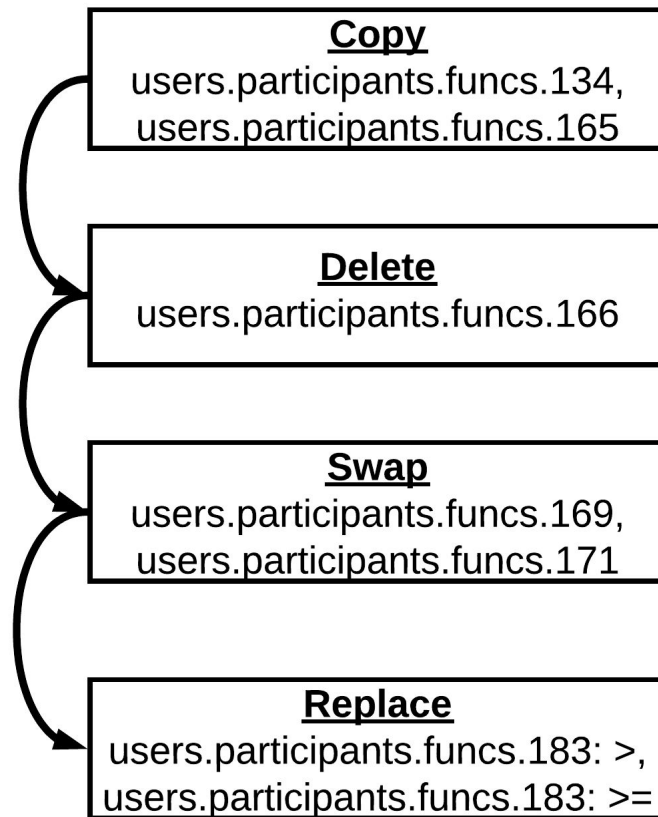 Copy
users.participants.funcs.134,
users.participants.funcs.165
Delete
users.participants.funcs.166
Swap
users.participants.funcs.169,
users.participants.funcs.171
Replace
users.participants.funcs.183: >,
users.participants.funcs.183: >=